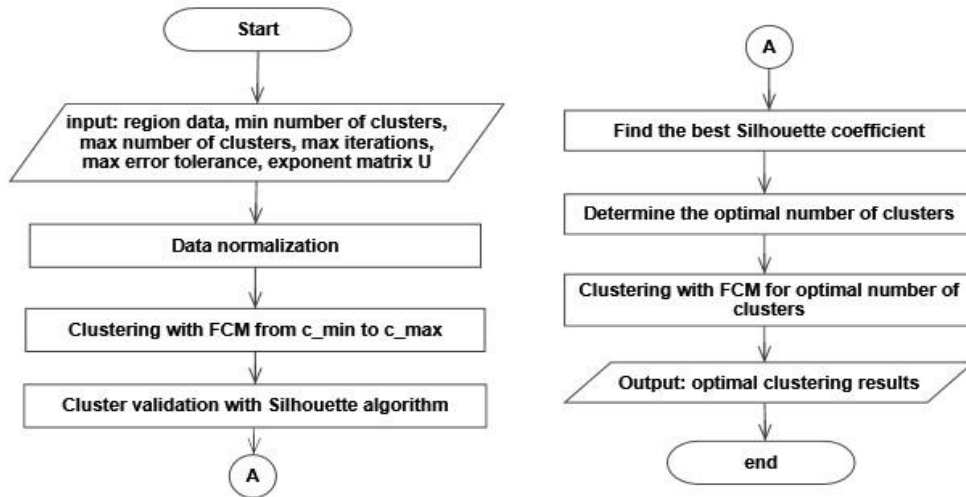 Start
input: region data, min number of clusters,
max number of clusters, max iterations,
max error tolerance, exponent matrix U
Data normalization
Clustering with FCM from c_min to c_max
Cluster validation with Silhouette algorithm
A
A
Find the best Silhouette coefficient
Determine the optimal number of clusters
Clustering with FCM for optimal number of
clusters
Output: optimal clustering results
end